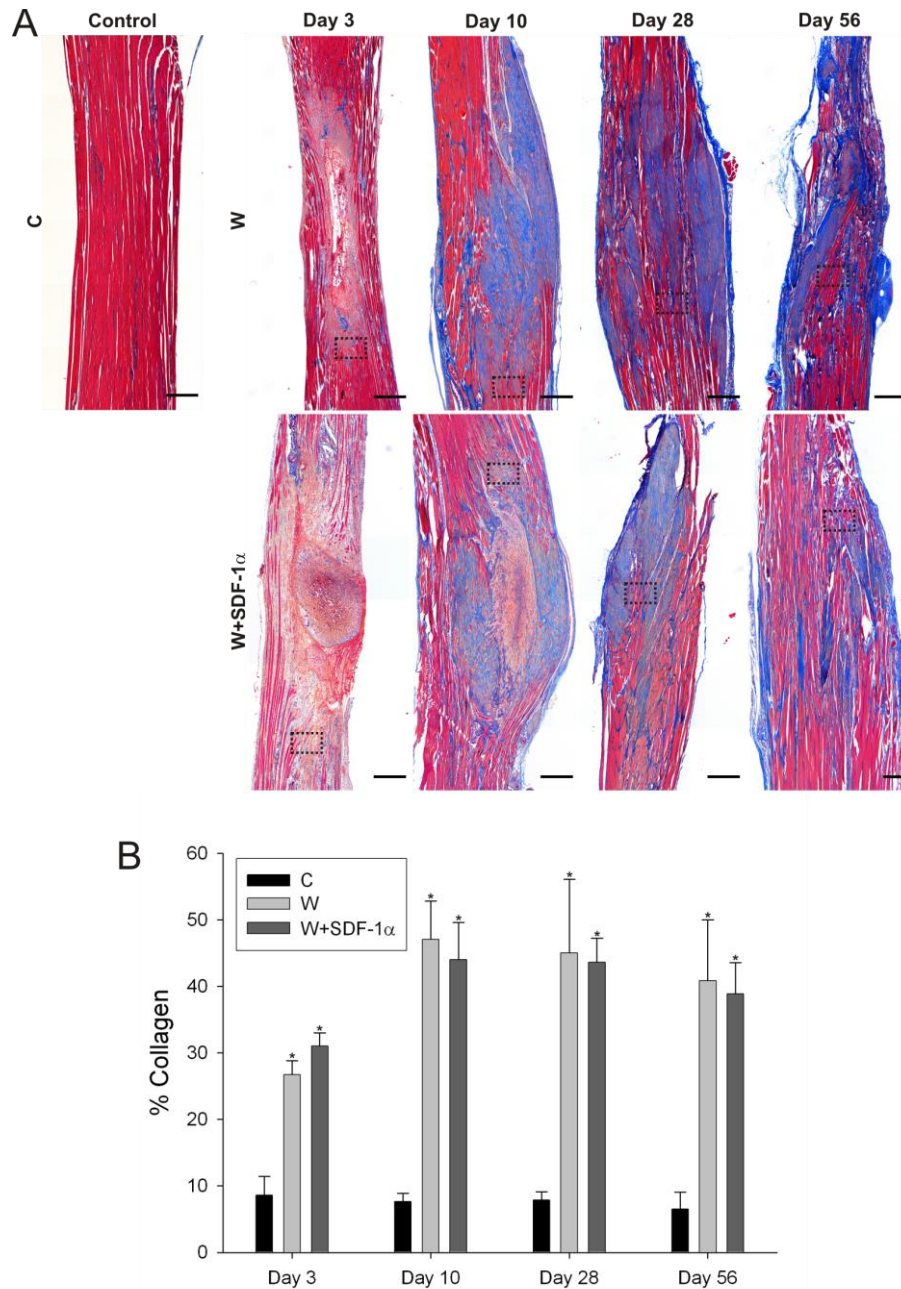 A
Control
Day 3
Day 10
Day 28
Day 56
C
W
W+SDF-1α
B
60
50
40
30
20
10
0
% Collagen
C
W
W+SDF-1α
* * * * * * * *
Day 3 Day 10 Day 28 Day 56